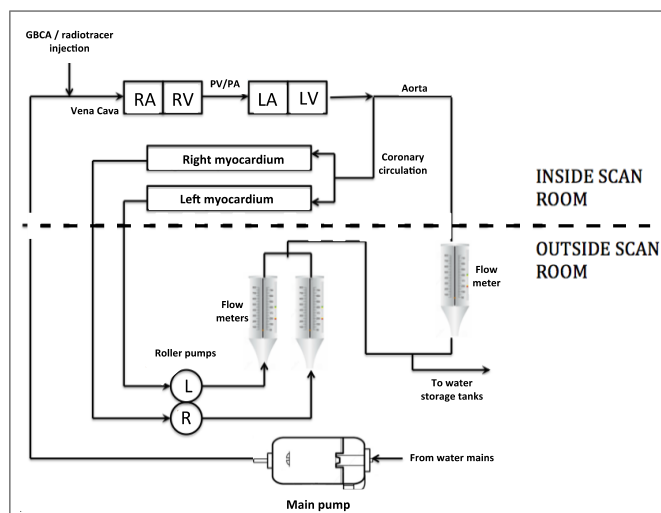 GBCA / radiotracer
injection
Vena Cava
RA
RV
PV/PA
LA
LV
Aorta
Right myocardium
Left myocardium
Coronary
circulation
INSIDE SCAN
ROOM
OUTSIDE SCAN
ROOM
Flow
meters
Flow
meter
Roller pumps
L
R
To water
storage tanks
From water mains
Main pump